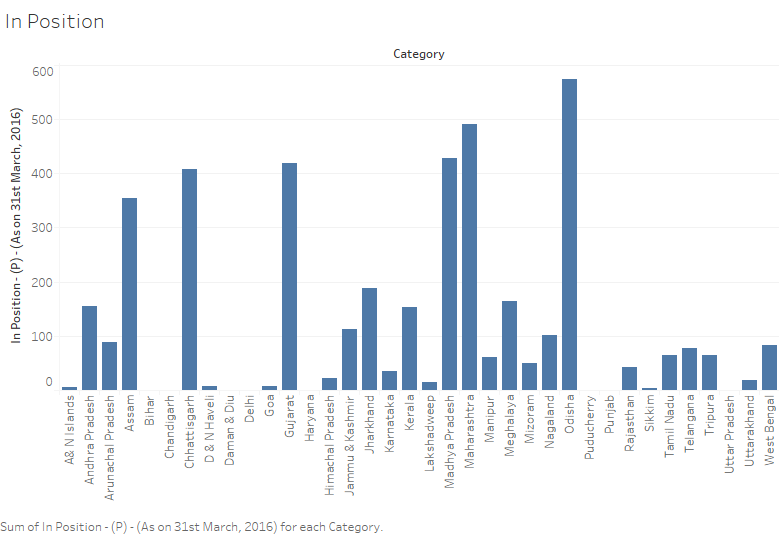 In Position
Category
In Position - (P) - (As on 31st March, 2016)
600
500
400
300
200
100
0
A& N Islands
Andhra Pradesh
Arunachal Pradesh
Assam
Bihar
Chandigarh
Chhattisgarh
D & N Haveli
Daman & Diu
Delhi
Goa
Gujarat
Haryana
Himachal Pradesh
Jammu & Kashmir
Jharkhand
Karnataka
Kerala
Lakshadweep
Madhya Pradesh
Maharashtra
Manipur
Meghalaya
Mizoram
Nagaland
Odisha
Puducherry
Punjab
Rajasthan
Sikkim
Tamil Nadu
Telangana
Tripura
Uttar Pradesh
Uttarakhand
West Bengal
Sum of In Position - (P) - (As on 31st March, 2016) for each Category.